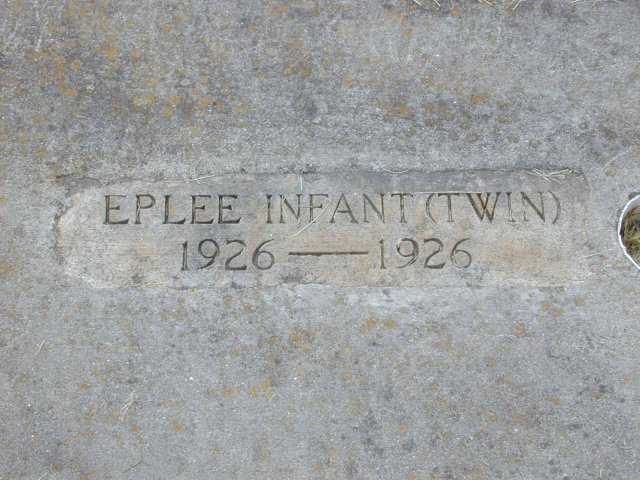 EPLEE INFANT (TWIN)
1926 — 1926